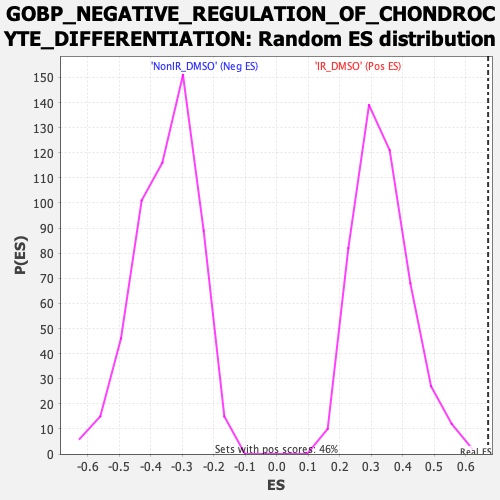 GOBP_NEGATIVE_REGULATION_OF_CHONDROC
YTE_DIFFERENTIATION: Random ES distribution
'NonIR_DMSO' (Neg ES) 'IR_DMSO' (Pos ES)
150
140
130
120
110
100
90
80
70
60
50
40
30
20
10
0
P(ES)
Sets with pos scores: 46%
Real ES
-0.6 -0.5 -0.4 -0.3 -0.2 -0.1 0.0 0.1 0.2 0.3 0.4 0.5 0.6
ES